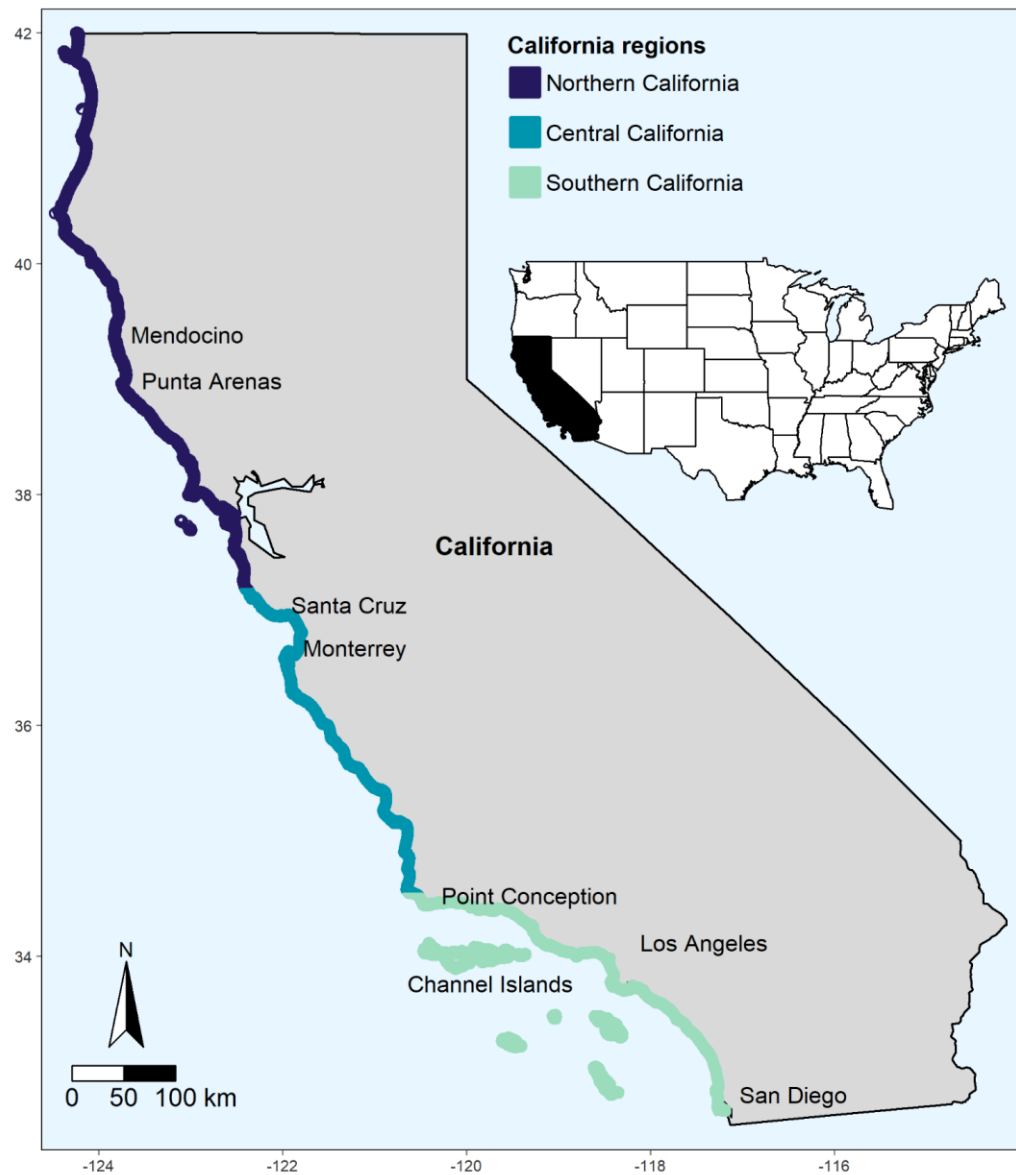 42
40
38
36
34
California regions
Northern California
Central California
Southern California
Mendocino
Punta Arenas
California
Santa Cruz
Monterrey
Point Conception
Los Angeles
Channel Islands
San Diego
N
0 50 100 km
-124 -122 -120 -118 -116